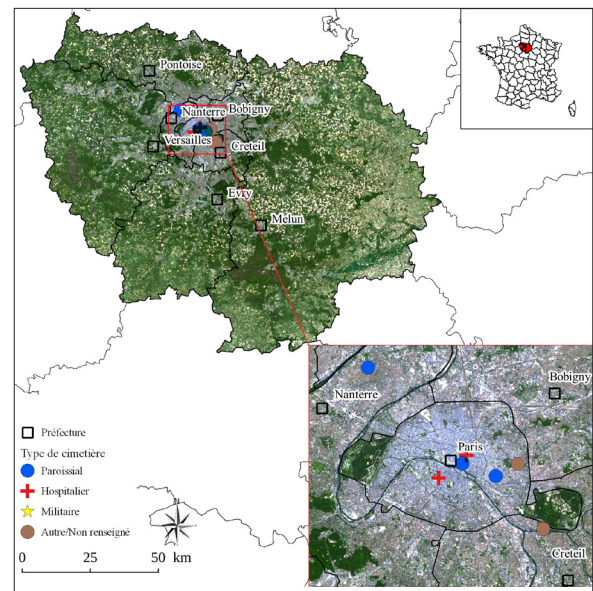 Pontoise
Nanterre
Bobigny
Versailles
Creteil
Evry
Melun
Nanterre
Bobigny
Paris
Creteil
Préfecture
Type de cimetière
Paroissial
Hospitalier
Militaire
Autre/Non renseigné
N
0 25 50 km